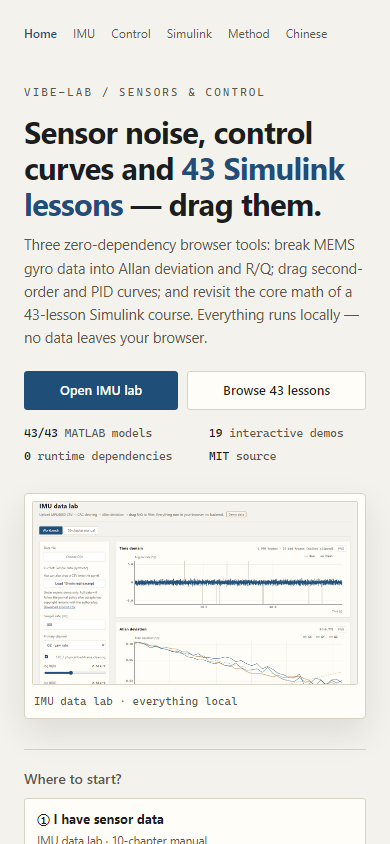 Home IMU Control Simulink Method Chinese
VIBE-LAB / SENSORS & CONTROL
Sensor noise, control
curves and 43 Simulink
lessons — drag them.
Three zero-dependency browser tools: break MEMS
gyro data into Allan deviation and R/Q; drag second-
order and PID curves; and revisit the core math of a
43-lesson Simulink course. Everything runs locally —
no data leaves your browser.
Open IMU lab Browse 43 lessons
43/43 MATLAB models 19 interactive demos
0 runtime dependencies MIT source
IMU data lab
Time domain
Allan deviation
IMU data lab · everything local
Where to start?
① I have sensor data
IMU data lab · 10-chapter manual